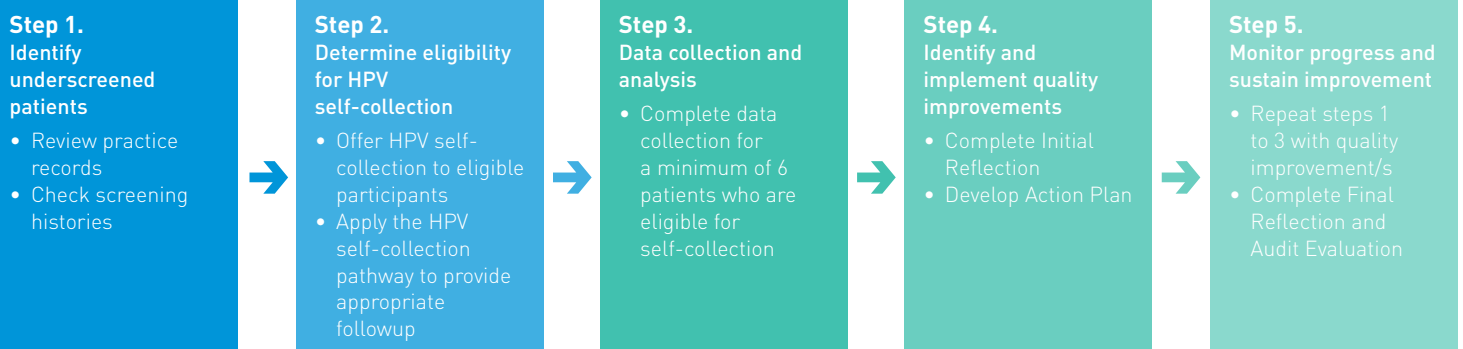 Step 1.
Identify
underscreened
patients
• Review practice
records
• Check screening
histories
Step 2.
Determine eligibility
for HPV
self-collection
• Offer HPV self-
collection to eligible
participants
• Apply the HPV
self-collection
pathway to provide
appropriate
followup
Step 3.
Data collection and
analysis
• Complete data
collection for
a minimum of 6
patients who are
eligible for
self-collection
Step 4.
Identify and
implement quality
improvements
• Complete Initial
Reflection
• Develop Action Plan
Step 5.
Monitor progress and
sustain improvement
• Repeat steps 1
to 3 with quality
improvement/s
• Complete Final
Reflection and
Audit Evaluation